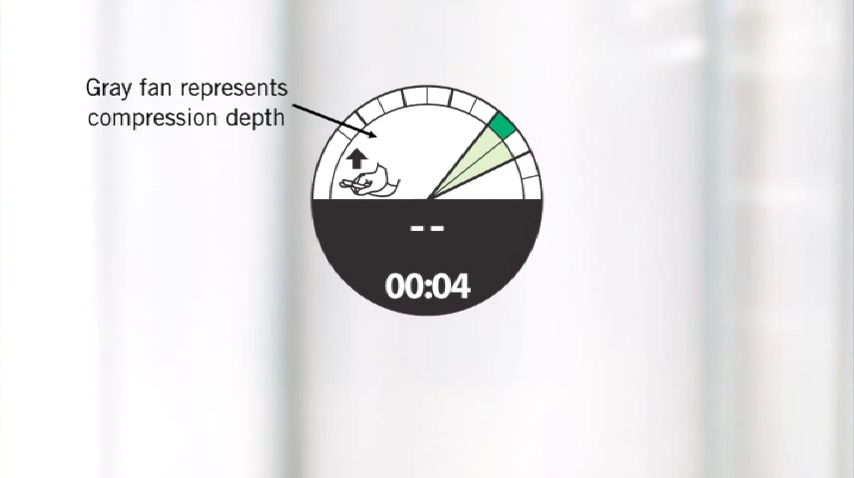 Gray fan represents
compression depth
--
00:04